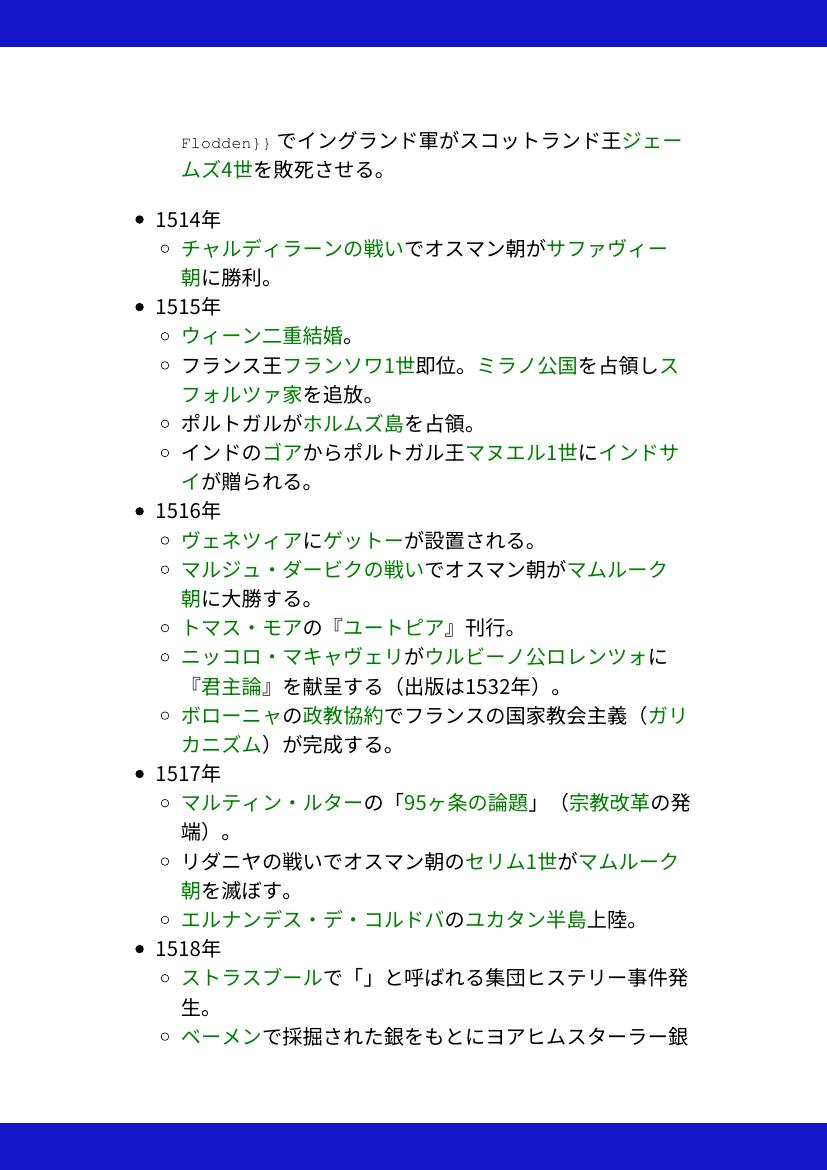 Flodden}} でイングランド軍がスコットランド王ジェー
ムズ4世を敗死させる。
• 1514年
◦ チャルディラーンの戦いでオスマン朝がサファヴィー
朝に勝利。
• 1515年
◦ ウィーン二重結婚。
◦ フランス王フランソワ1世即位。ミラノ公国を占領しス
フォルツァ家を追放。
◦ ポルトガルがホルムズ島を占領。
◦ インドのゴアからポルトガル王マヌエル1世にインドサ
イが贈られる。
• 1516年
◦ ヴェネツィアにゲットーが設置される。
◦ マルジュ・ダービクの戦いでオスマン朝がマムルーク
朝に大勝する。
◦ トマス・モアの『ユートピア』刊行。
◦ ニッコロ・マキャヴェリがウルビーノ公ロレンツォに
『君主論』を献呈する（出版は1532年）。
◦ ボローニャの政教協約でフランスの国家教会主義（ガリ
カニズム）が完成する。
• 1517年
◦ マルティン・ルターの「95ヶ条の論題」（宗教改革の発
端）。
◦ リダニヤの戦いでオスマン朝のセリム1世がマムルーク
朝を滅ぼす。
◦ エルナンデス・デ・コルドバのユカタン半島上陸。
• 1518年
◦ ストラスブールで「」と呼ばれる集団ヒステリー事件発
生。
◦ ベーメンで採掘された銀をもとにヨアヒムスターラー銀